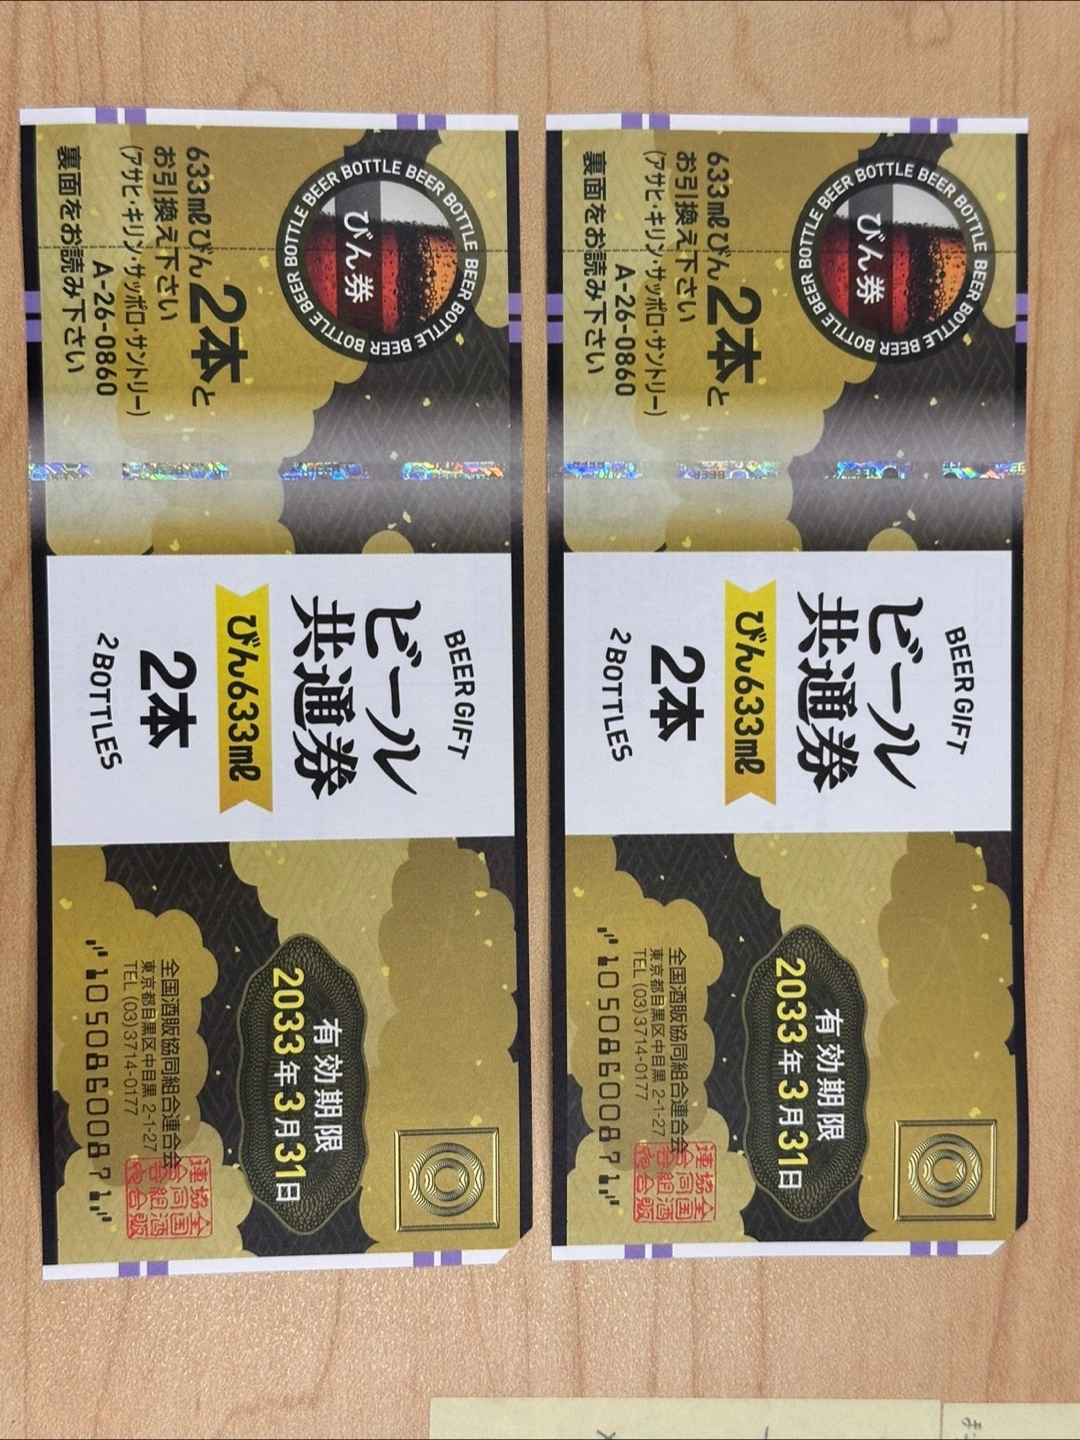 BEER BOTTLE BEER BOTTLE BEER BOTTLE BEER BOTTLE
びん券
633mlびん2本と
お引換え下さい
(アサヒ・キリン・サッポロ・サントリー)
A-26-0860
裏面をお読み下さい
BEER GIFT
ビール
共通券
びん633ml
2本
2 BOTTLES
有効期限
2033年3月31日
全国酒販協同組合連合会
東京都目黒区中目黒 2-1-27
TEL (03)3714-0177
10508600871
全国酒販
協同組合
連合会
BEER BOTTLE BEER BOTTLE BEER BOTTLE BEER BOTTLE
びん券
633mlびん2本と
お引換え下さい
(アサヒ・キリン・サッポロ・サントリー)
A-26-0860
裏面をお読み下さい
BEER GIFT
ビール
共通券
びん633ml
2本
2 BOTTLES
有効期限
2033年3月31日
全国酒販協同組合連合会
東京都目黒区中目黒 2-1-27
TEL (03)3714-0177
10508600871